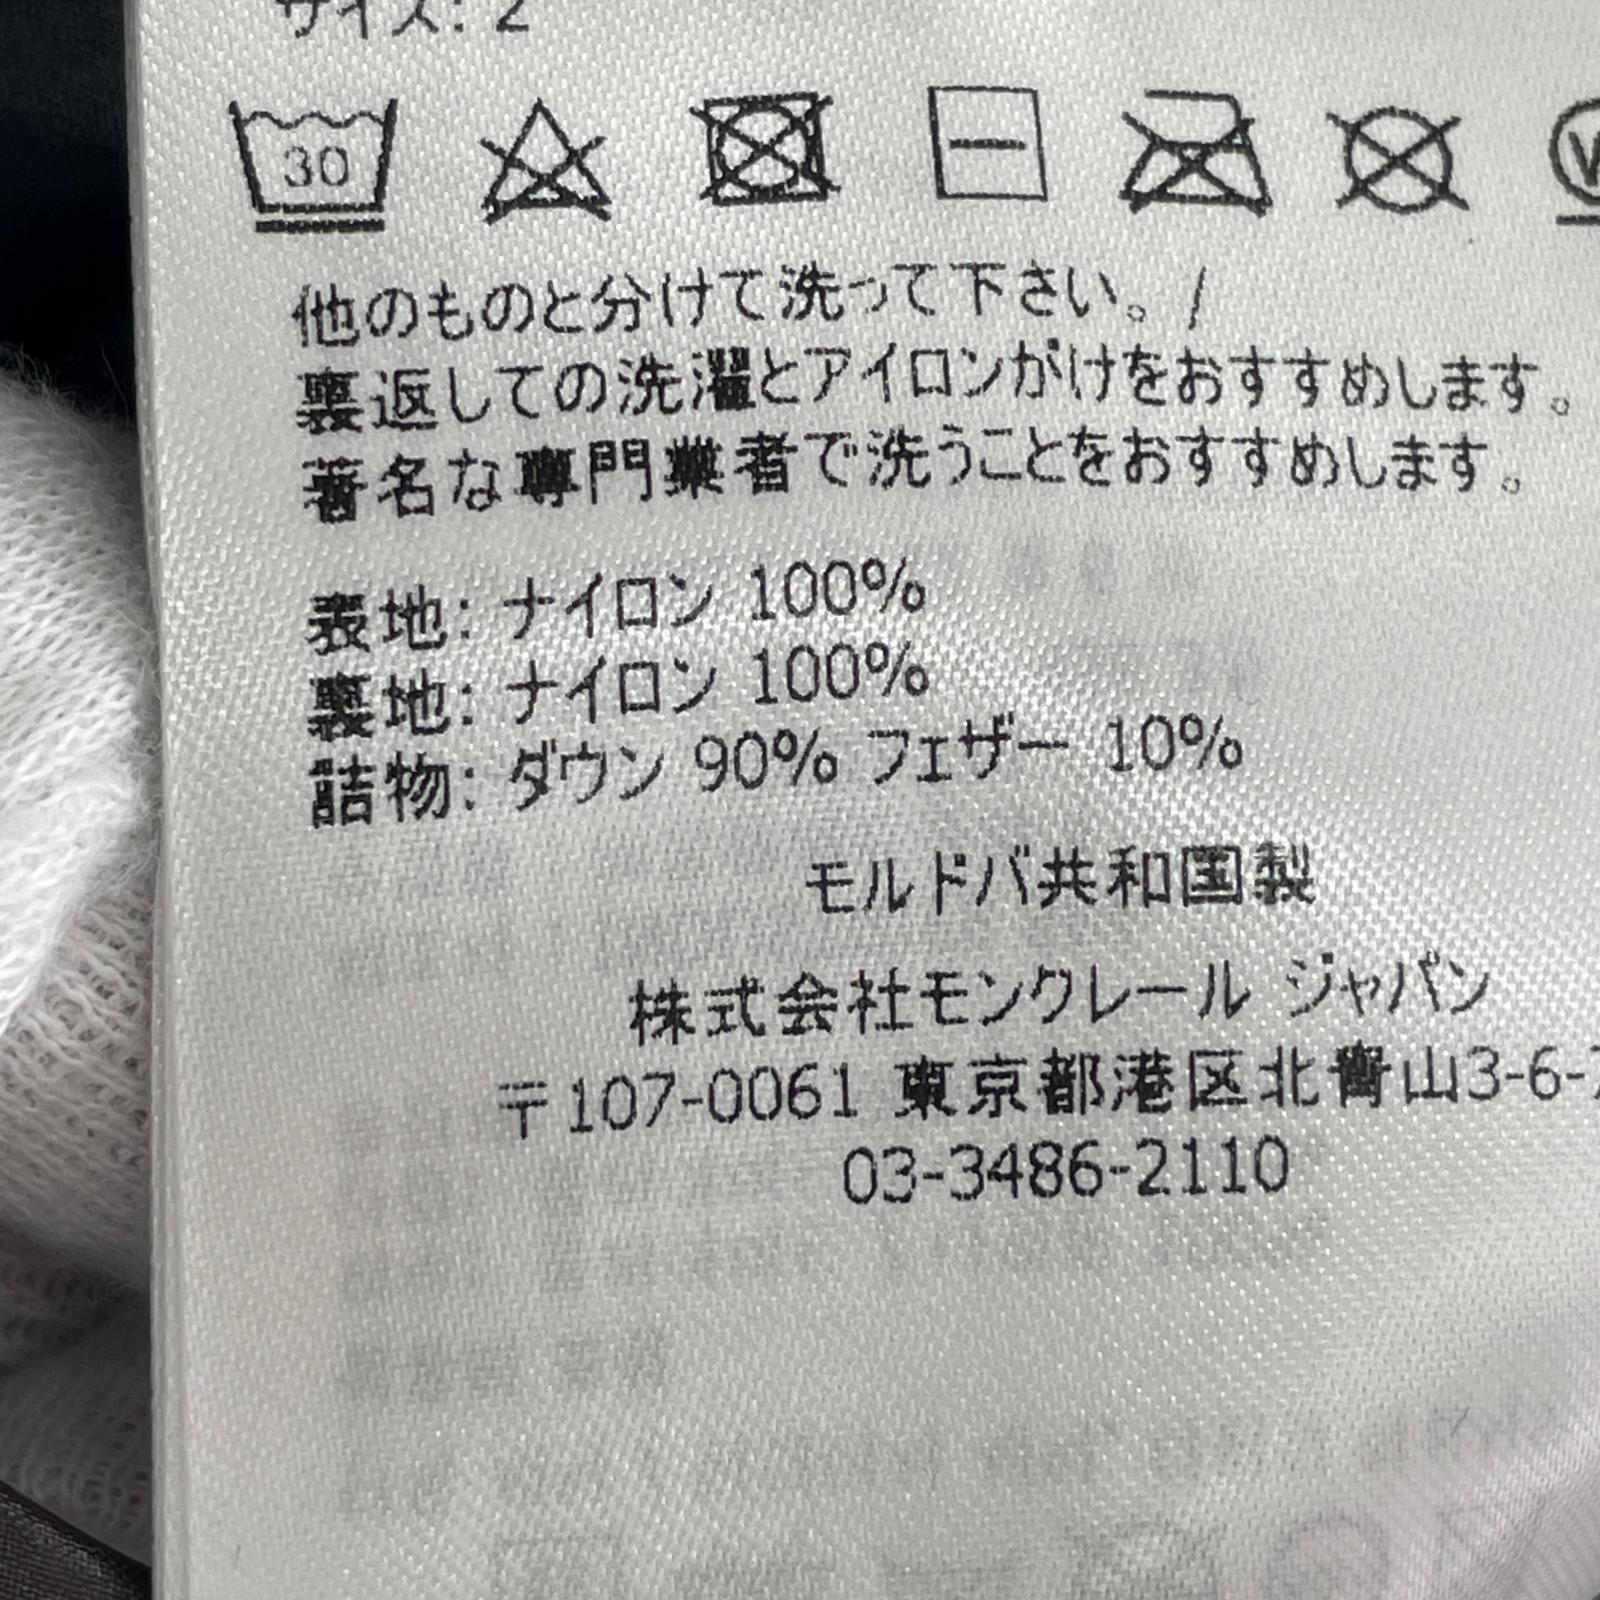 サイズ: 2
30
他のものと分けて洗って下さい。/
裏返しての洗濯とアイロンがけをおすすめします。
著名な専門業者で洗うことをおすすめします。
表地: ナイロン 100%
裏地: ナイロン 100%
詰物: ダウン 90% フェザー 10%
モルドバ共和国製
株式会社モンクレール ジャパン
〒107-0061 東京都港区北青山3-6-7
03-3486-2110